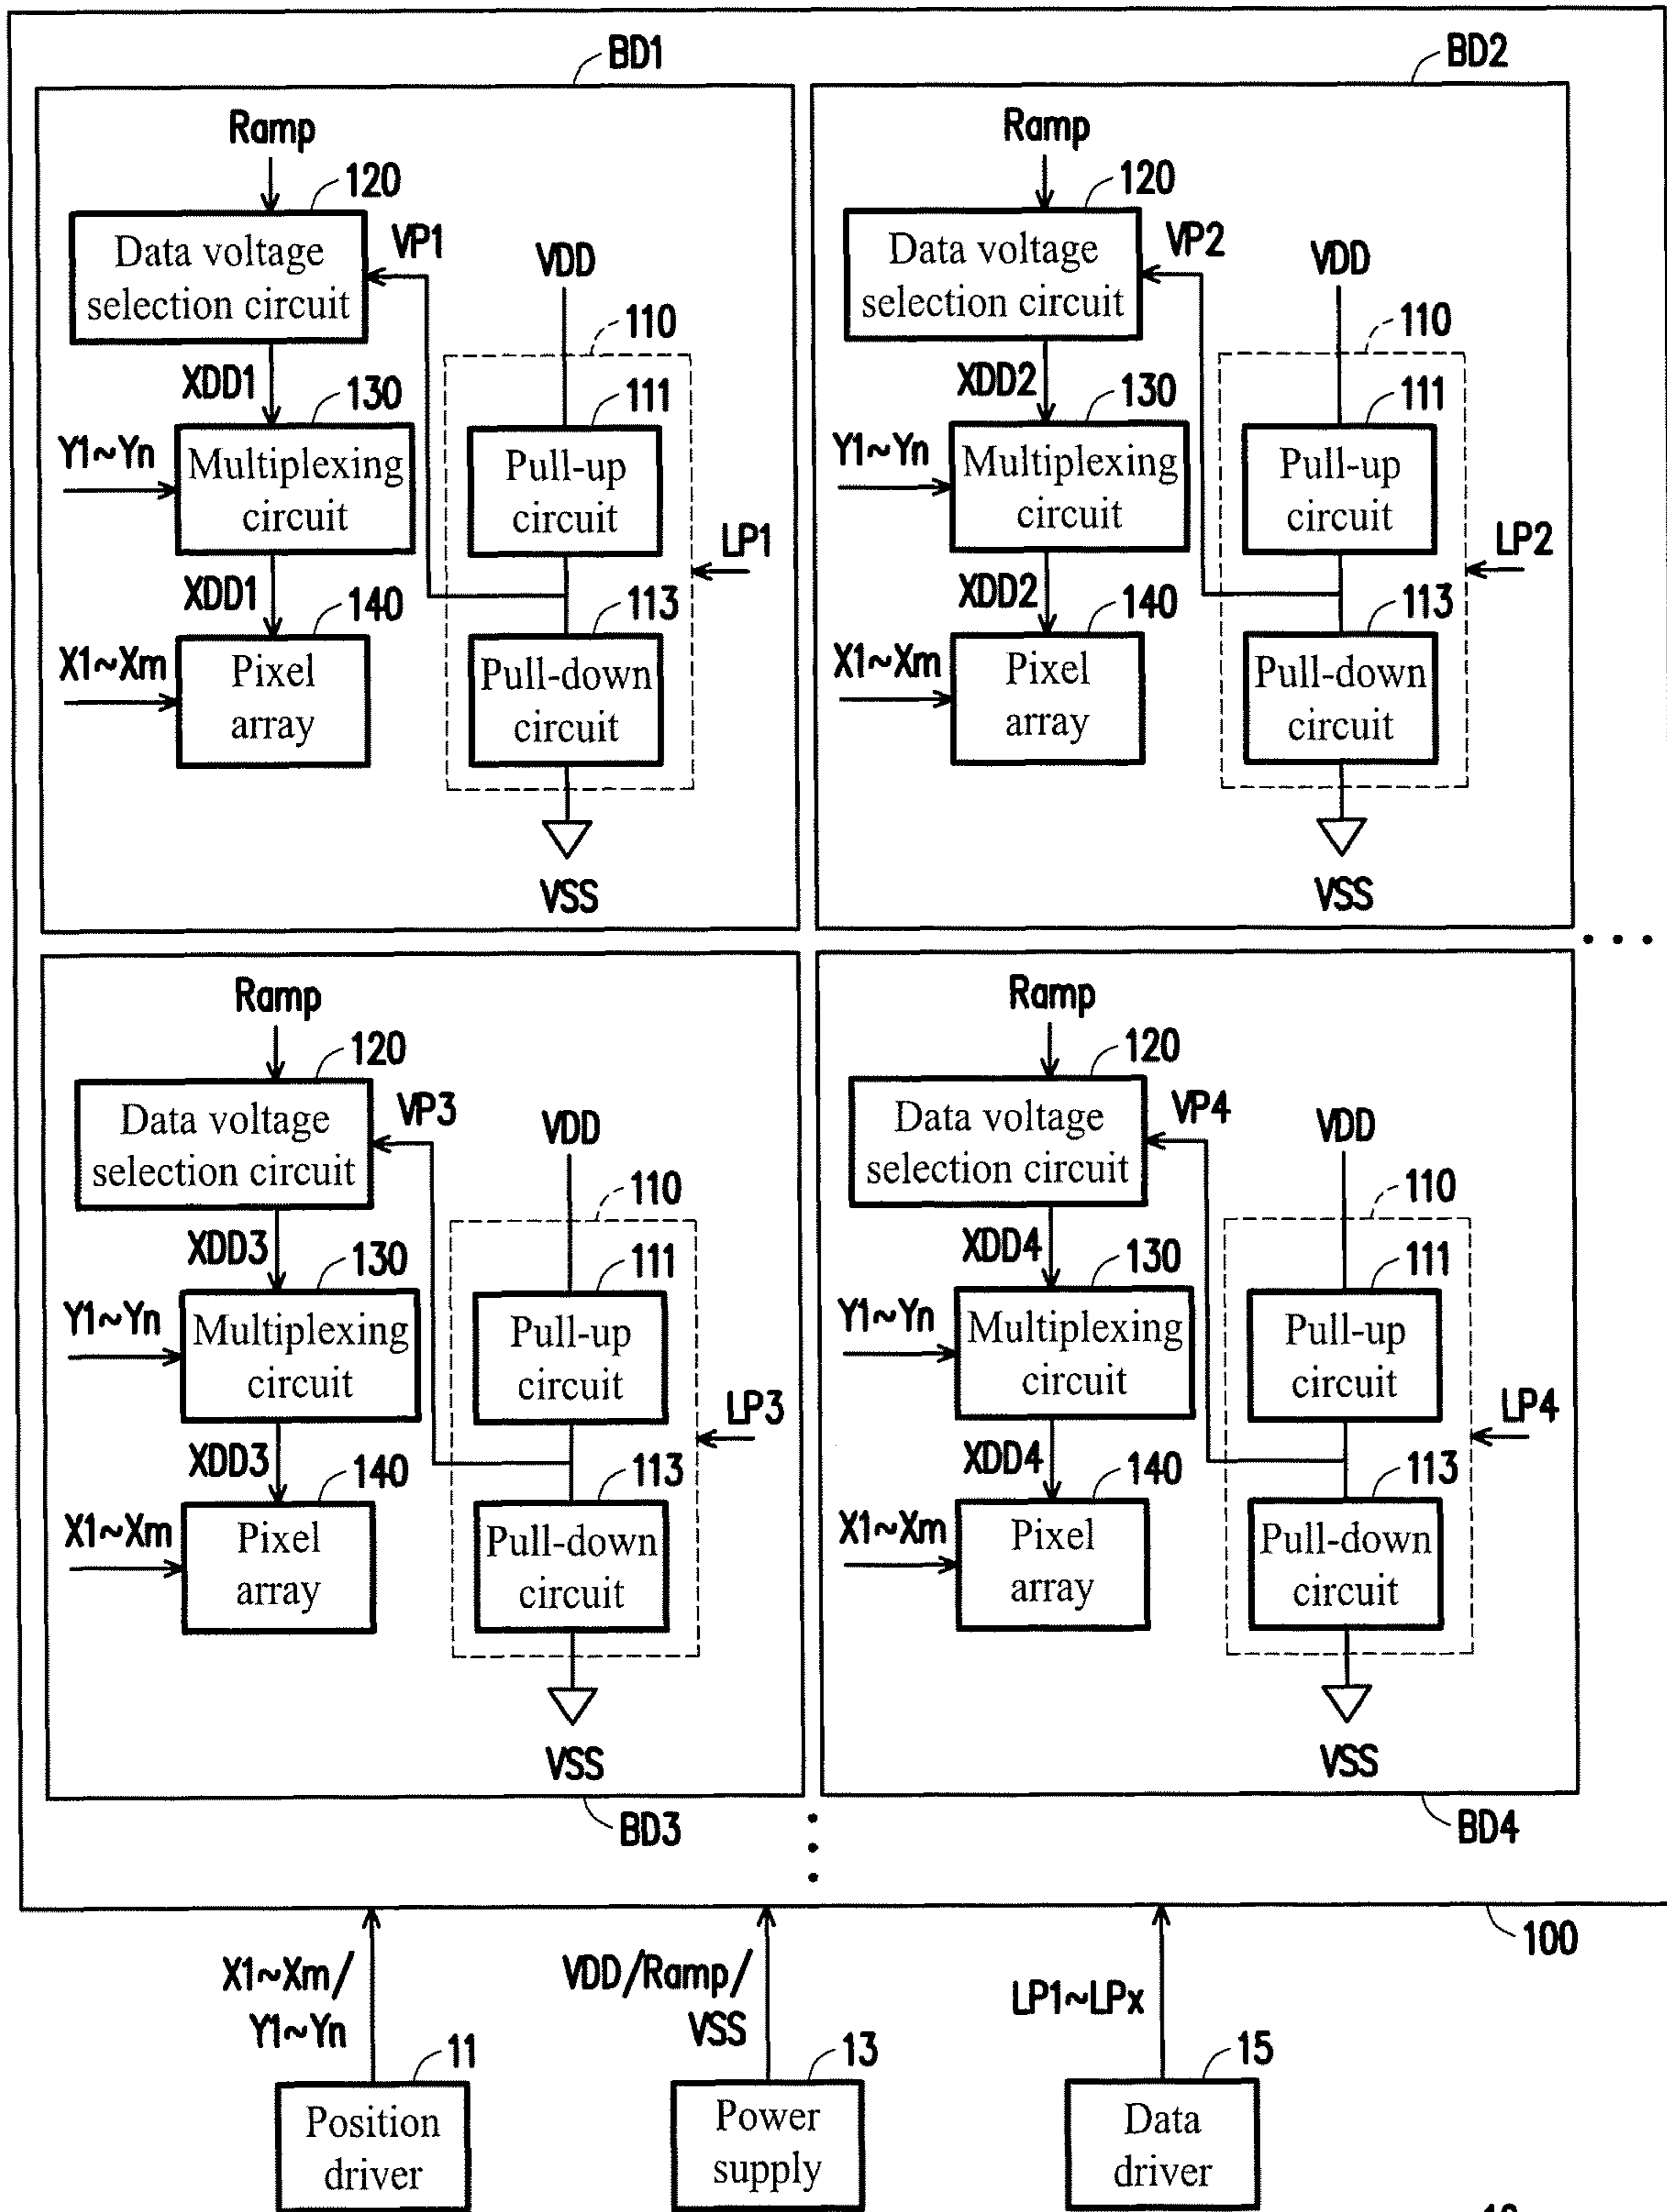 BD1
BD2
Ramp
120
Data voltage
selection circuit
VP1
VDD
110
XDD1
130
111
Y1~Yn
Multiplexing
circuit
Pull-up
circuit
LP1
XDD1
140
113
X1~Xm
Pixel
array
Pull-down
circuit
VSS
Ramp
120
Data voltage
selection circuit
VP2
VDD
110
XDD2
130
111
Y1~Yn
Multiplexing
circuit
Pull-up
circuit
LP2
XDD2
140
113
X1~Xm
Pixel
array
Pull-down
circuit
VSS
Ramp
120
Data voltage
selection circuit
VP3
VDD
110
XDD3
130
111
Y1~Yn
Multiplexing
circuit
Pull-up
circuit
LP3
XDD3
140
113
X1~Xm
Pixel
array
Pull-down
circuit
VSS
BD3
Ramp
120
Data voltage
selection circuit
VP4
VDD
110
XDD4
130
111
Y1~Yn
Multiplexing
circuit
Pull-up
circuit
LP4
XDD4
140
113
X1~Xm
Pixel
array
Pull-down
circuit
VSS
BD4
100
X1~Xm/
Y1~Yn
VDD/Ramp/
VSS
LP1~LPx
11
Position
driver
13
Power
supply
15
Data
driver